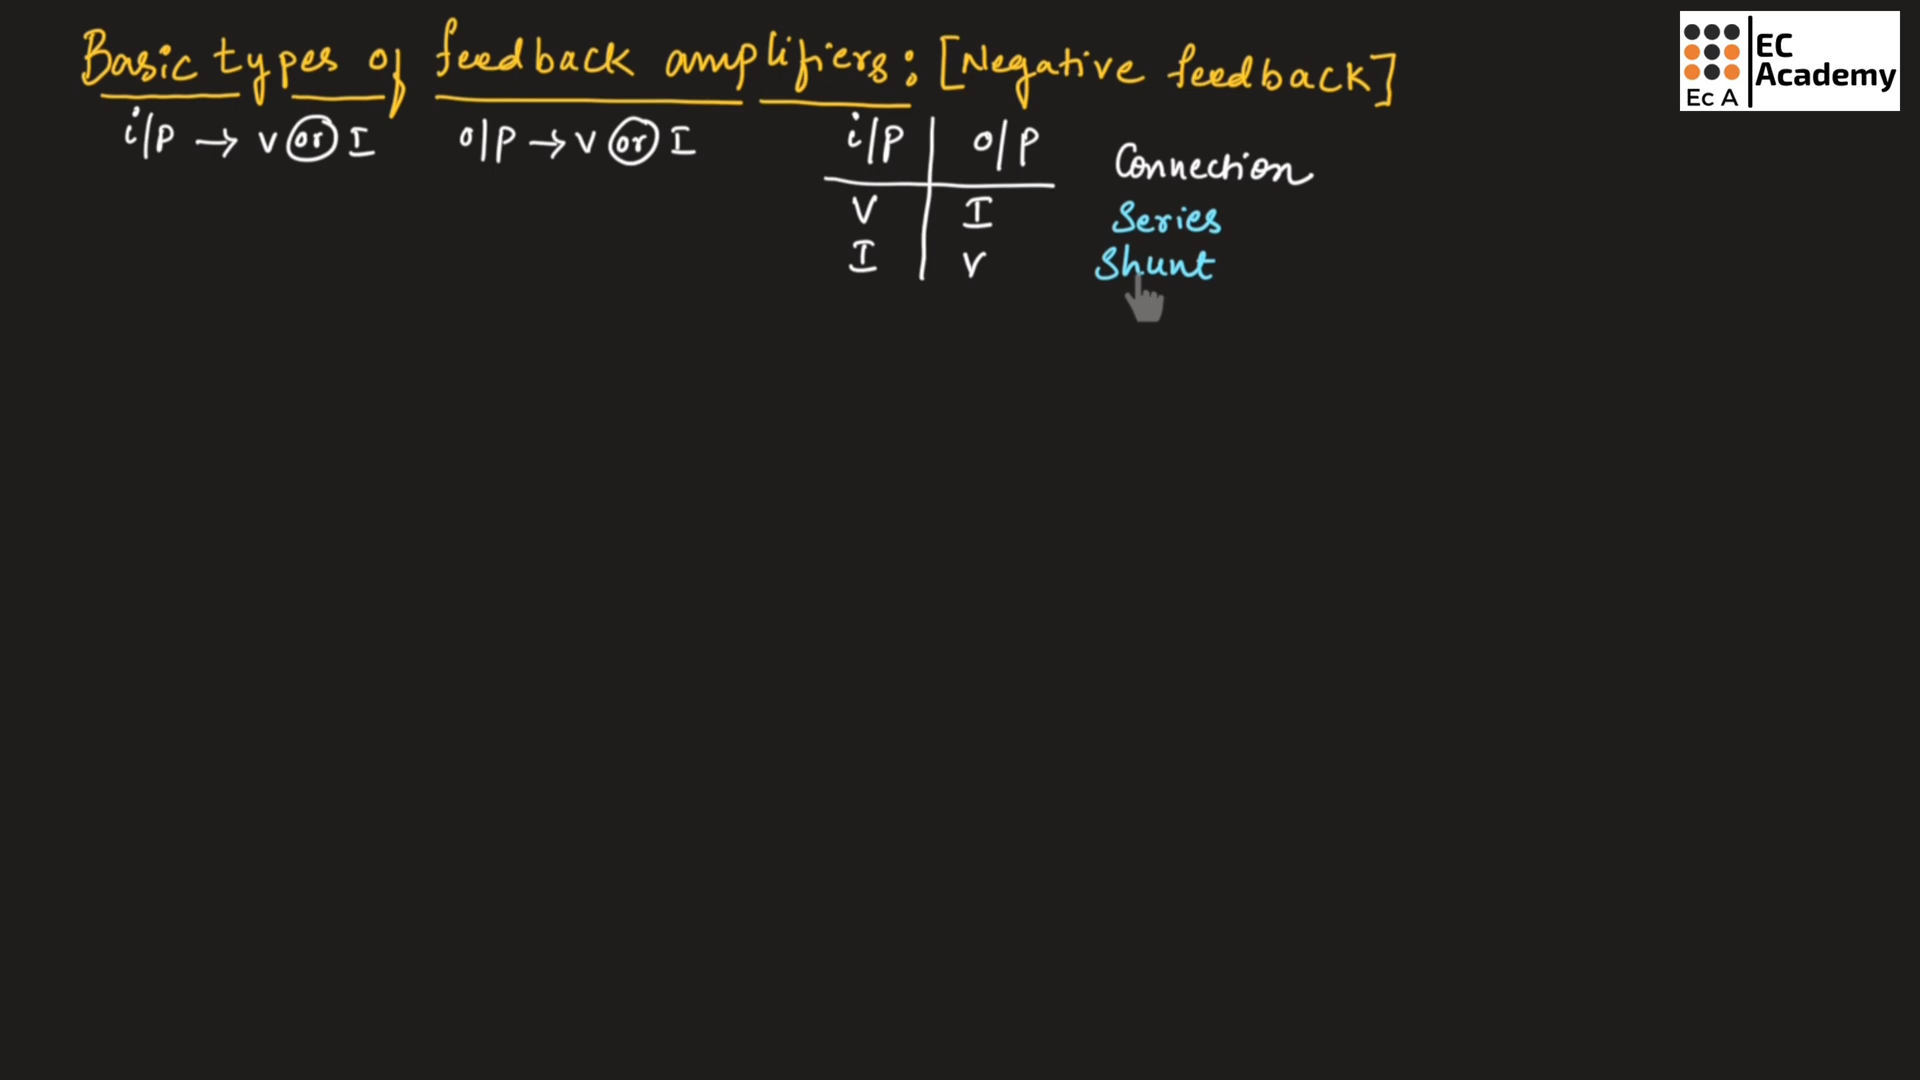 Basic types of feedback amplifiers: [Negative feedback]
i/p → V or I o/p → V or I
i/p o/p Connection
V I Series
I V Shunt
EC Academy
Ec A